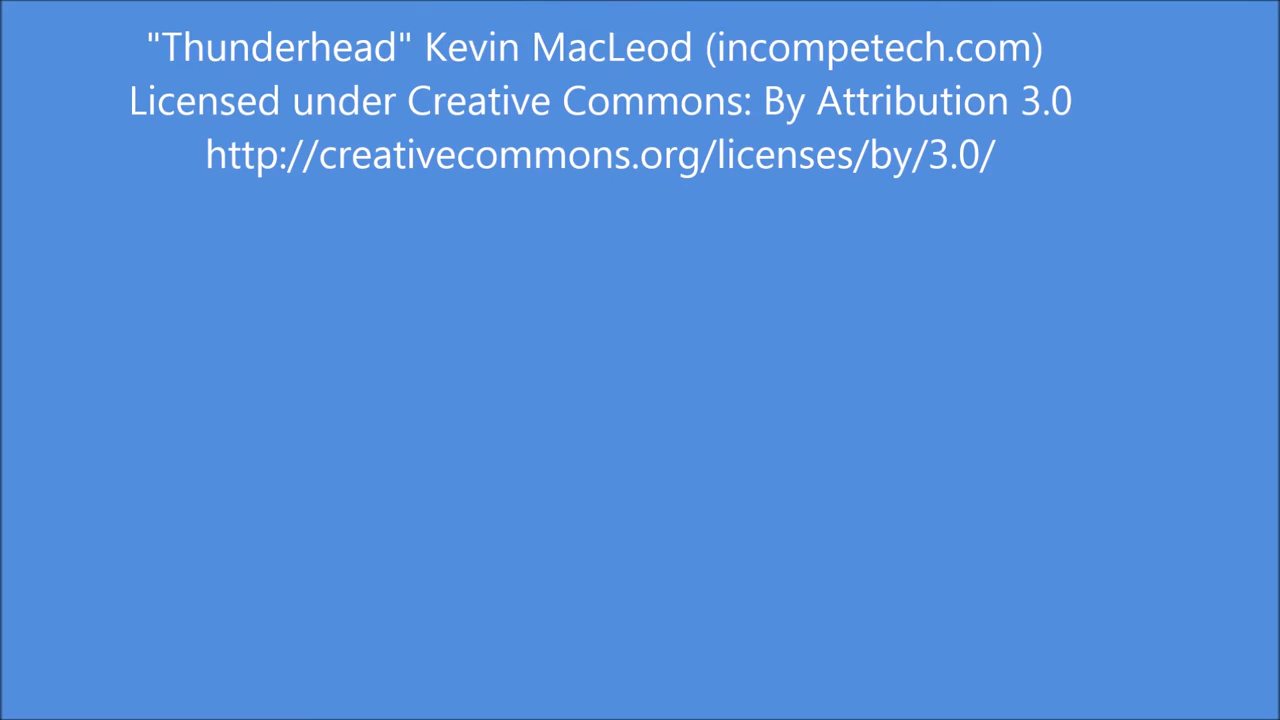 "Thunderhead" Kevin MacLeod (incompetech.com)
Licensed under Creative Commons: By Attribution 3.0
http://creativecommons.org/licenses/by/3.0/